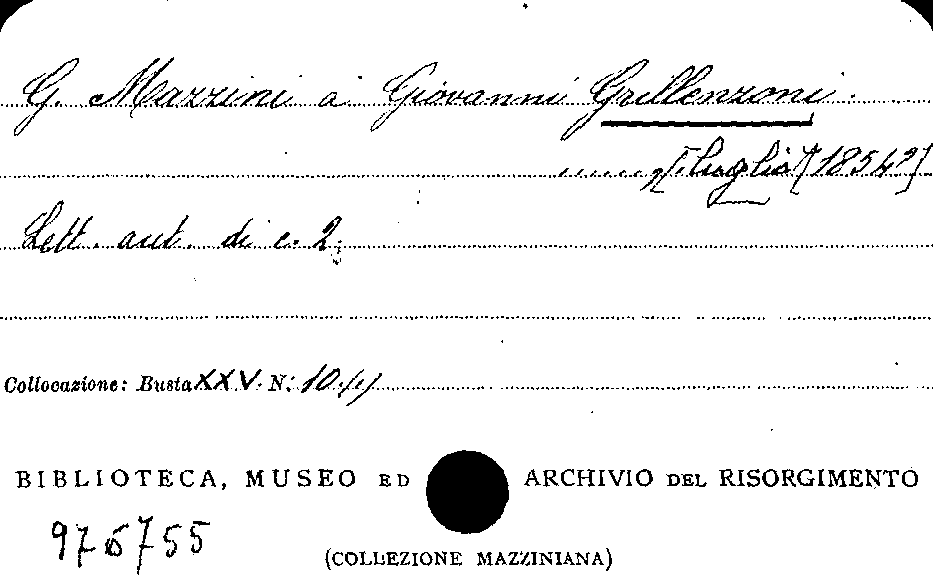 G. Mazzini a Giovanni Grillenzoni.
....... luglio [1854?]
Lett. aut. di c. 2.
Collocazione: Busta XXV. N.
BIBLIOTECA, MUSEO ED ARCHIVIO DEL RISORGIMENTO
976755
(COLLEZIONE MAZZINIANA)